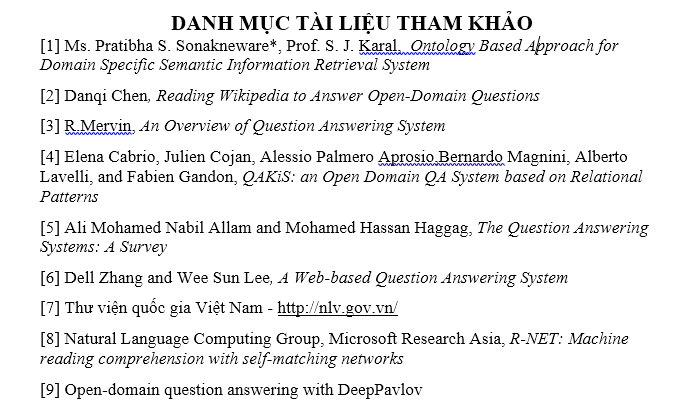 DANH MỤC TÀI LIỆU THAM KHẢO
[1] Ms. Pratibha S. Sonakneware*, Prof. S. J. Karal,  Ontology Based Approach for
Domain Specific Semantic Information Retrieval System
[2] Danqi Chen, Reading Wikipedia to Answer Open-Domain Questions
[3] R.Mervin, An Overview of Question Answering System
[4] Elena Cabrio, Julien Cojan, Alessio Palmero Aprosio,Bernardo Magnini, Alberto
Lavelli, and Fabien Gandon, QAKiS: an Open Domain QA System based on Relational
Patterns
[5] Ali Mohamed Nabil Allam and Mohamed Hassan Haggag, The Question Answering
Systems: A Survey
[6] Dell Zhang and Wee Sun Lee, A Web-based Question Answering System
[7] Thư viện quốc gia Việt Nam - http://nlv.gov.vn/
[8] Natural Language Computing Group, Microsoft Research Asia, R-NET: Machine
reading comprehension with self-matching networks
[9] Open-domain question answering with DeepPavlov